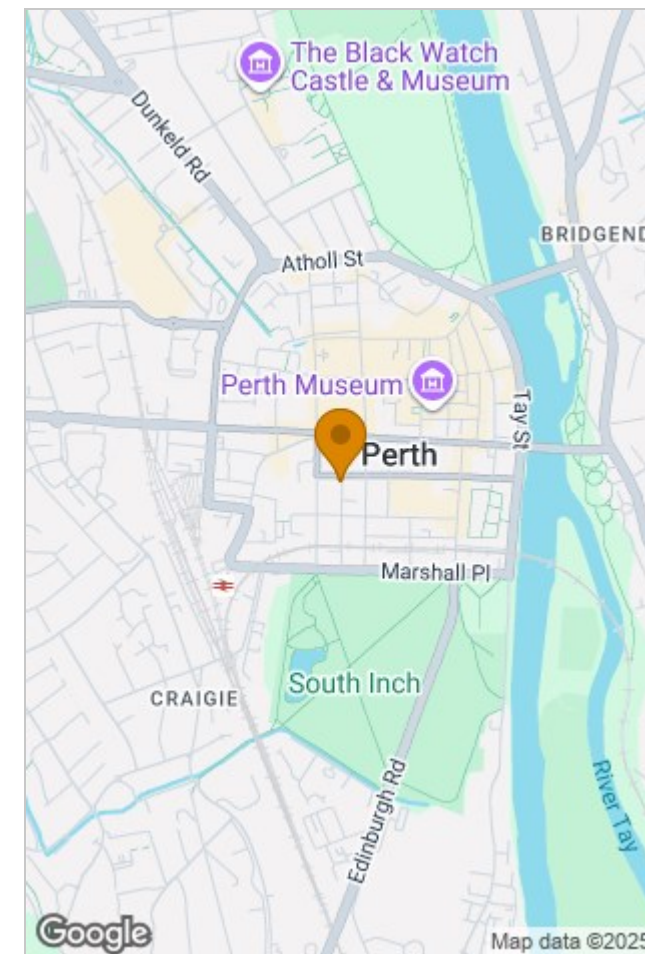 The Black Watch
Castle & Museum
Dunkeld Rd
BRIDGEND
Atholl St
Perth Museum
Tay St
Perth
Marshall Pl
South Inch
CRAIGIE
Edinburgh Rd
River Tay
Google
Map data ©2025